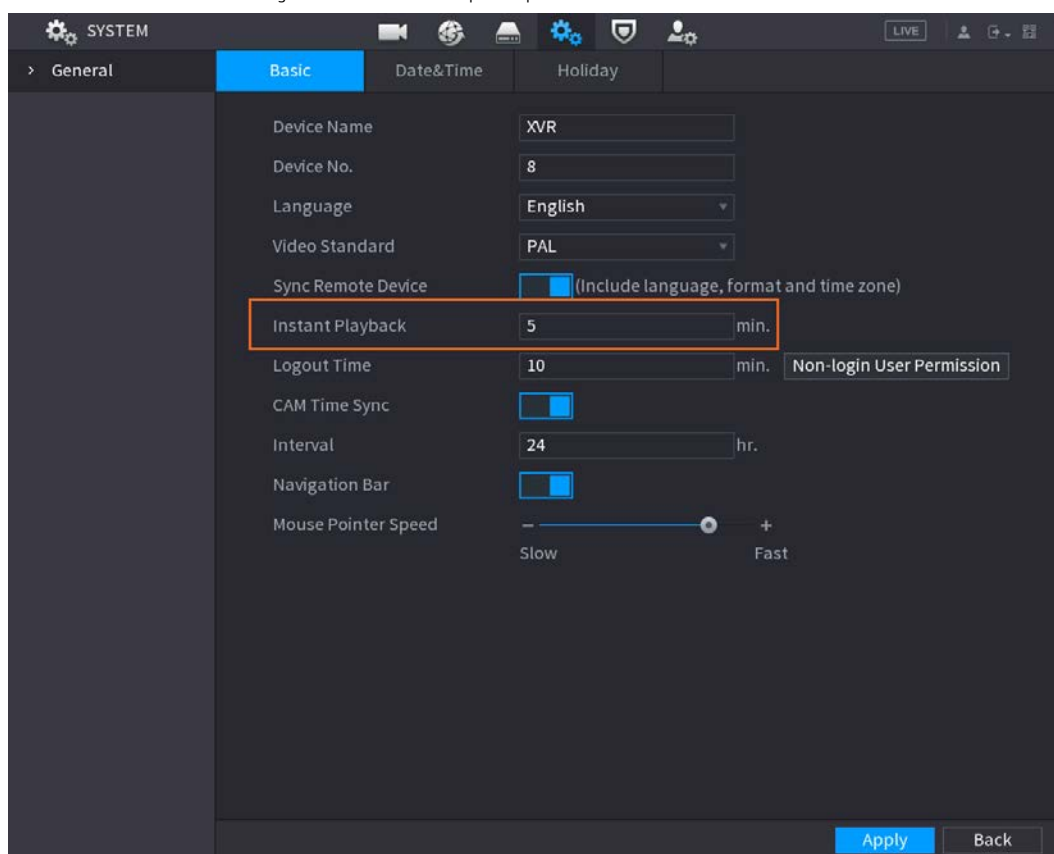 SYSTEM
LIVE
> General
Basic Date&Time Holiday
Device Name XVR
Device No. 8
Language English
Video Standard PAL
Sync Remote Device (Include language, format and time zone)
Instant Playback 5 min.
Logout Time 10 min. Non-login User Permission
CAM Time Sync
Interval 24 hr.
Navigation Bar
Mouse Pointer Speed − +
Slow Fast
Apply Back